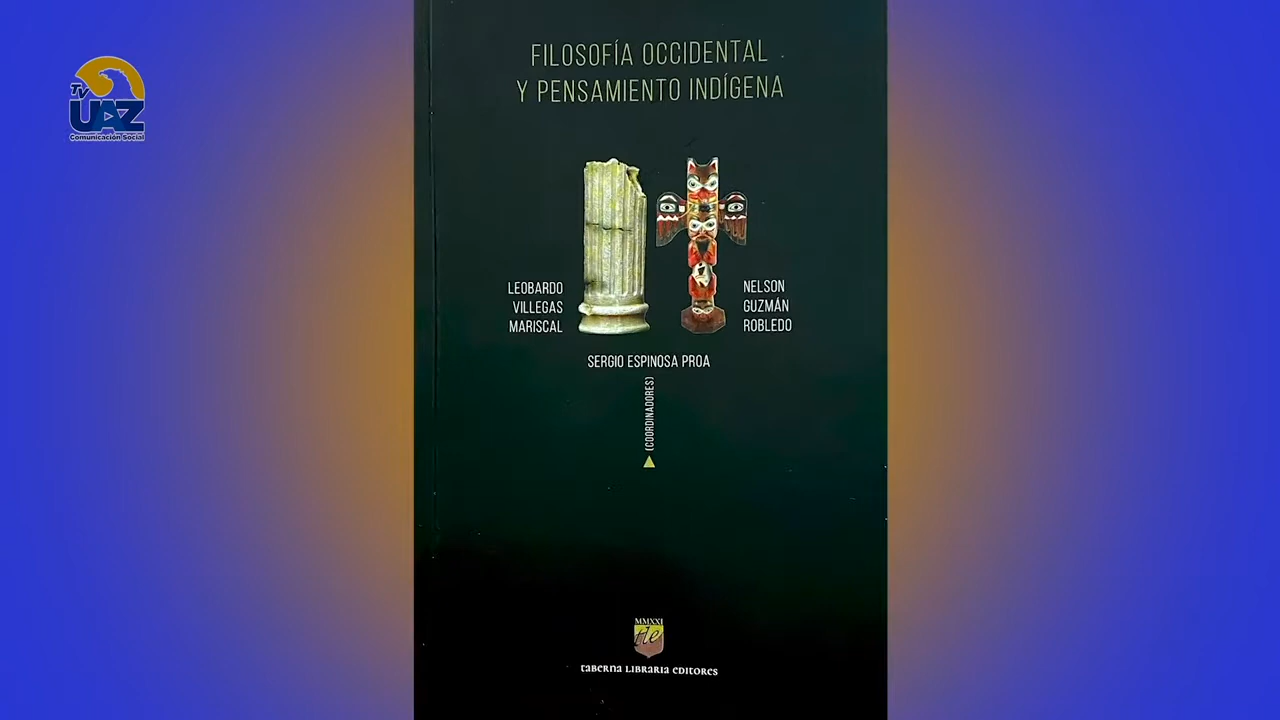 TV
UAZ
Comunicación Social
FILOSOFÍA OCCIDENTAL
Y PENSAMIENTO INDÍGENA
LEOBARDO
VILLEGAS
MARISCAL
NELSON
GUZMÁN
ROBLEDO
SERGIO ESPINOSA PROA
(COORDINADORES)
MMXXI
tle
TABERNA LIBRARIA EDITORES